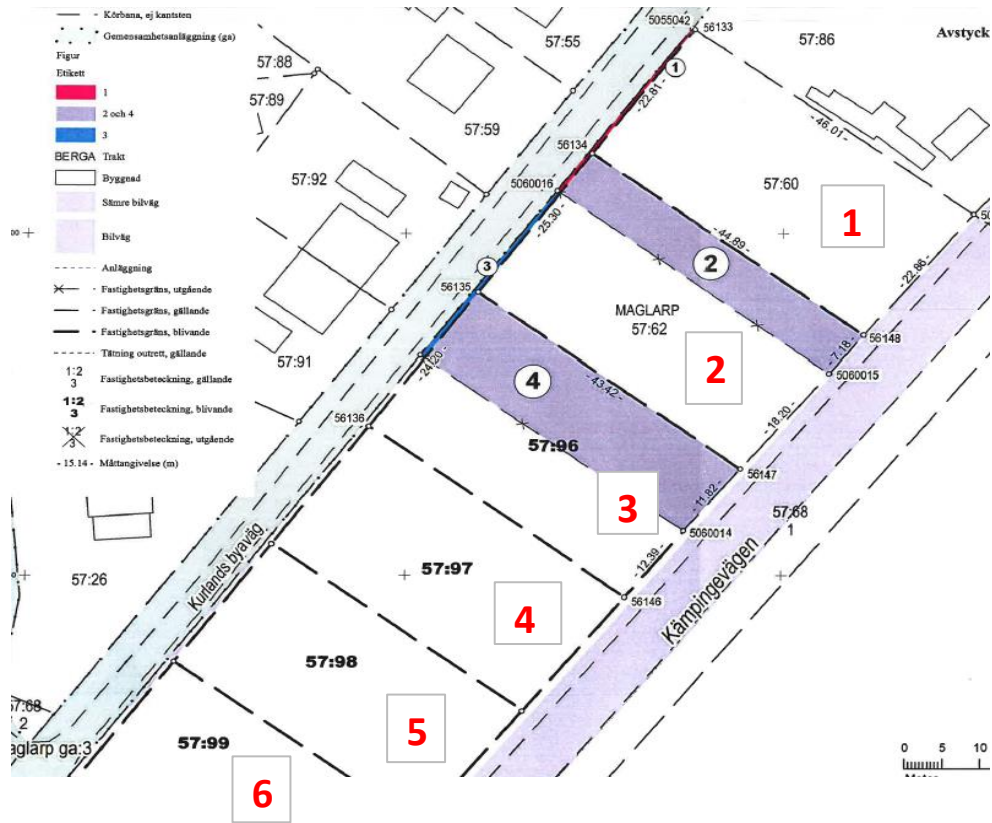 Körbana, ej kantsten
Gemensamhetsanläggning (ga)
Figur
Etikett
1
2 och 4
3
BERGA Trakt
Byggnad
Sämre bilväg
Bilväg
Anläggning
Fastighetsgräns, utgående
Fastighetsgräns, gällande
Fastighetsgräns, blivande
1:2
3
Fastighetsbeteckning, gällande
1:2
3
Fastighetsbeteckning, blivande
1:2
3
Fastighetsbeteckning, utgående
- 15.14 - Måttangivelse (m)
5055042
56133
57:86
Avstyck
57:55
57:88
57:89
57:59
1
- 22.81 -
- 46.01 -
56134
57:92
5060016
57:60
1
- 25.30 -
- 44.89 -
2
- 22.86 -
3
56135
MAGLARP
57:62
56148
2
- 7.18 -
5060015
57:91
- 24.20 -
4
- 43.42 -
- 18.20 -
56136
57:96
56147
3
- 11.82 -
57:68
1
5060014
Kurlands byaväg
57:26
57:97
- 12.39 -
56146
4
Kämpingevägen
57:98
57:68
2
5
57:99
aglarp ga:3
6
0 5 10